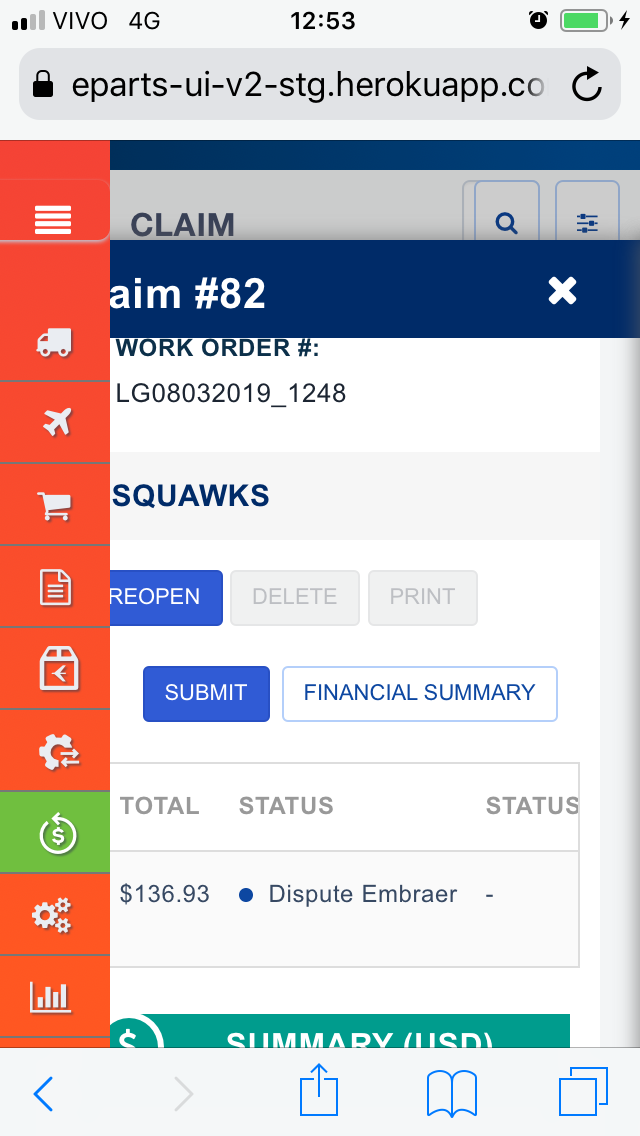 VIVO 4G 12:53
eparts-ui-v2-stg.herokuapp.co
CLAIM
aim #82
WORK ORDER #:
LG08032019_1248
SQUAWKS
REOPEN DELETE PRINT
SUBMIT FINANCIAL SUMMARY
TOTAL STATUS STATUS
$136.93 Dispute Embraer -
$ SUMMARY (USD)